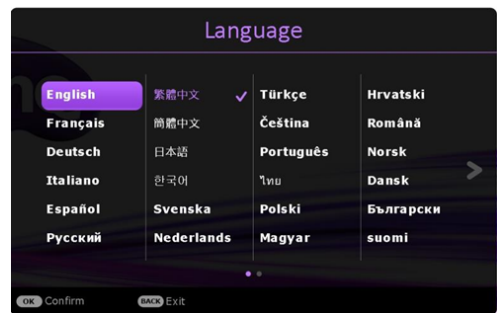 Language
English
Français
Deutsch
Italiano
Español
Русский
繁體中文
簡體中文
日本語
한국어
Svenska
Nederlands
Türkçe
Čeština
Português
ไทย
Polski
Magyar
Hrvatski
Română
Norsk
Dansk
Български
suomi
OK Confirm
BACK Exit